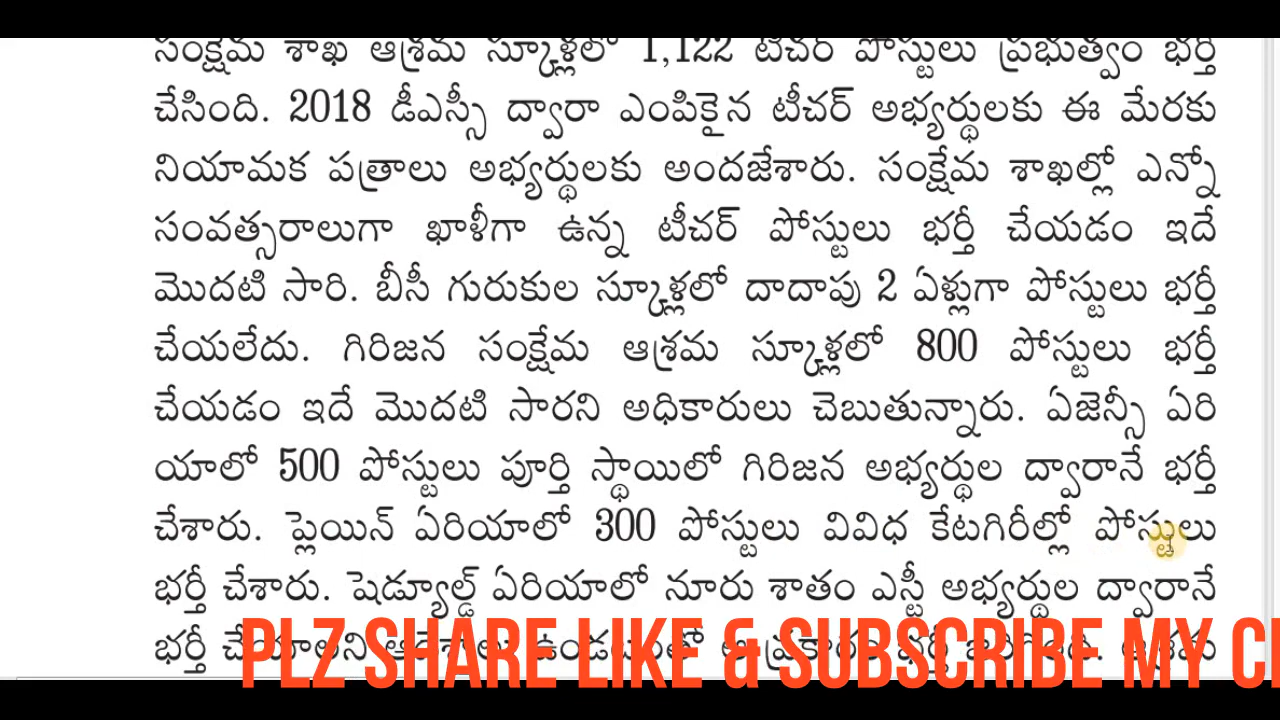 సంక్షేమ శాఖ ఆశ్రమ స్కూళ్లలో 1,122 టీచర్ పోస్టులు ప్రభుత్వం భర్తీ
చేసింది. 2018 డీఎస్సీ ద్వారా ఎంపికైన టీచర్ అభ్యర్థులకు ఈ మేరకు
నియామక పత్రాలు అభ్యర్థులకు అందజేశారు. సంక్షేమ శాఖల్లో ఎన్నో
సంవత్సరాలుగా ఖాళీగా ఉన్న టీచర్ పోస్టులు భర్తీ చేయడం ఇదే
మొదటి సారి. బీసీ గురుకుల స్కూళ్లలో దాదాపు 2 ఏళ్లుగా పోస్టులు భర్తీ
చేయలేదు. గిరిజన సంక్షేమ ఆశ్రమ స్కూళ్లలో 800 పోస్టులు భర్తీ
చేయడం ఇదే మొదటి సారని అధికారులు చెబుతున్నారు. ఏజెన్సీ ఏరి
యాలో 500 పోస్టులు పూర్తి స్థాయిలో గిరిజన అభ్యర్థుల ద్వారానే భర్తీ
చేశారు. ప్లెయిన్ ఏరియాలో 300 పోస్టులు వివిధ కేటగిరీల్లో పోస్టులు
భర్తీ చేశారు. షెడ్యూల్డ్ ఏరియాలో నూరు శాతం ఎస్టీ అభ్యర్థుల ద్వారానే
భర్తీ
PLZ SHARE LIKE & SUBSCRIBE MY